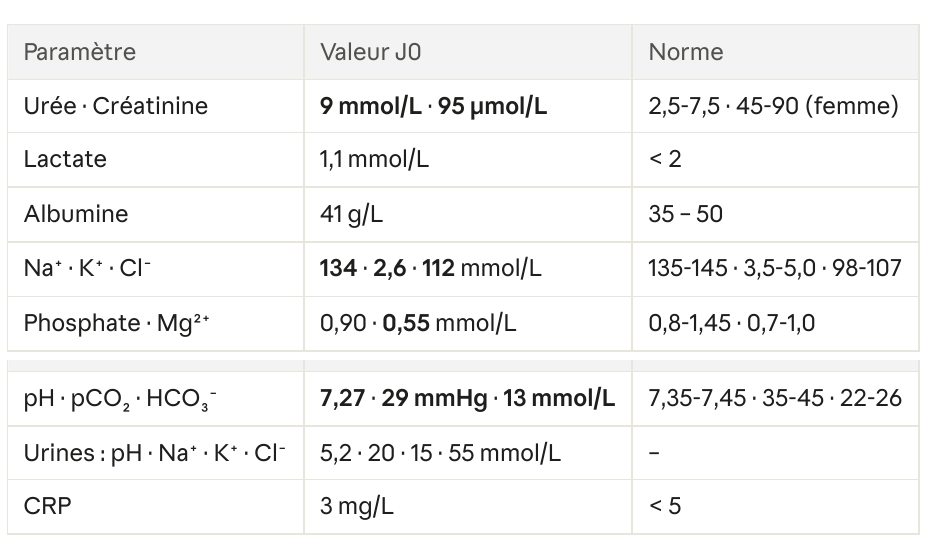 Paramètre Valeur J0 Norme
Urée · Créatinine 9 mmol/L · 95 µmol/L 2,5-7,5 · 45-90 (femme)
Lactate 1,1 mmol/L < 2
Albumine 41 g/L 35 – 50
Na⁺ · K⁺ · Cl⁻ 134 · 2,6 · 112 mmol/L 135-145 · 3,5-5,0 · 98-107
Phosphate · Mg²⁺ 0,90 · 0,55 mmol/L 0,8-1,45 · 0,7-1,0
pH · pCO₂ · HCO₃⁻ 7,27 · 29 mmHg · 13 mmol/L 7,35-7,45 · 35-45 · 22-26
Urines : pH · Na⁺ · K⁺ · Cl⁻ 5,2 · 20 · 15 · 55 mmol/L –
CRP 3 mg/L < 5